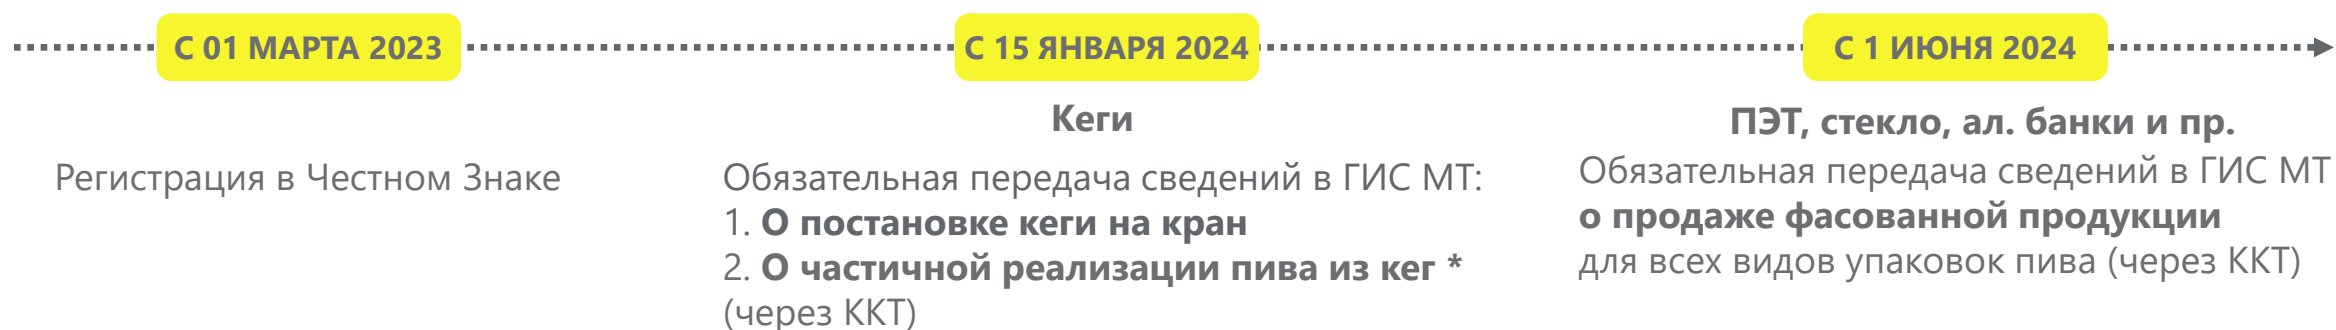 С 01 МАРТА 2023
Регистрация в Честном Знаке
С 15 ЯНВАРЯ 2024
Кеги
Обязательная передача сведений в ГИС МТ:
1. О постановке кеги на кран
2. О частичной реализации пива из кег *
(через ККТ)
С 1 ИЮНЯ 2024
ПЭТ, стекло, ал. банки и пр.
Обязательная передача сведений в ГИС МТ
о продаже фасованной продукции
для всех видов упаковок пива (через ККТ)